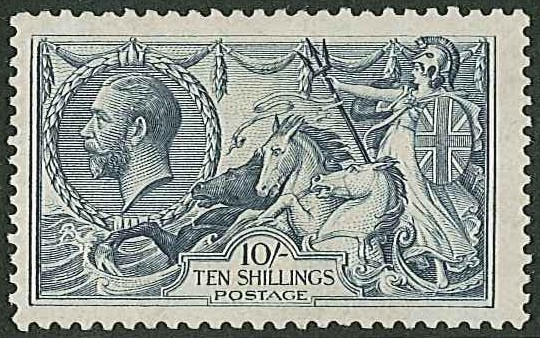 10/-
TEN SHILLINGS
POSTAGE